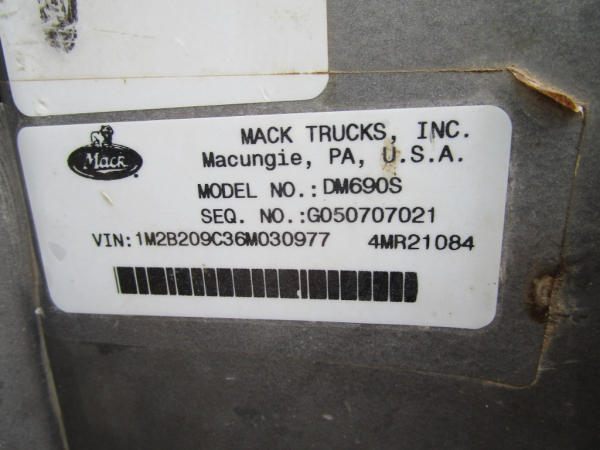 MACK TRUCKS, INC.
Mack
Macungie, PA, U.S.A.
MODEL NO.:DM690S
SEQ. NO.:G050707021
VIN:1M2B209C36M030977 4MR21084